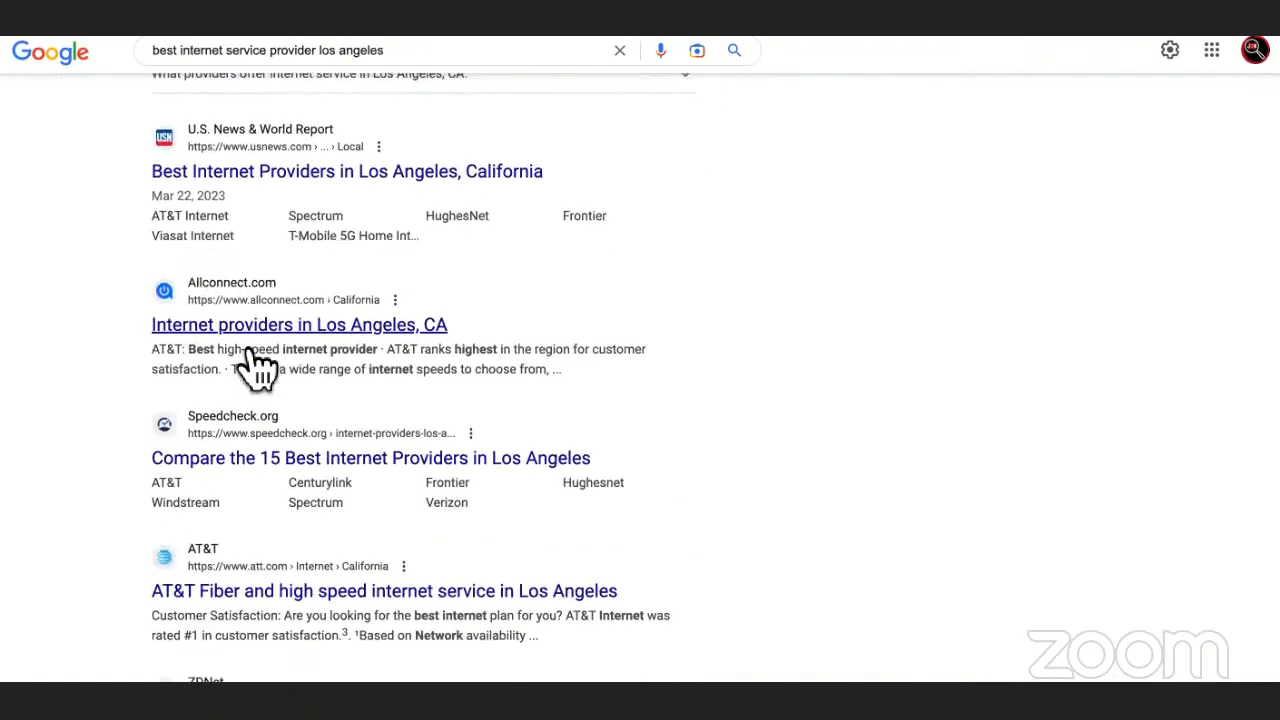 Google
best internet service provider los angeles
What providers offer internet service in Los Angeles, CA.
U.S. News & World Report
https://www.usnews.com › ... › Local
Best Internet Providers in Los Angeles, California
Mar 22, 2023
AT&T Internet Spectrum HughesNet Frontier
Viasat Internet T-Mobile 5G Home Int...
Allconnect.com
https://www.allconnect.com › California
Internet providers in Los Angeles, CA
AT&T: Best high-speed internet provider · AT&T ranks highest in the region for customer
satisfaction. · a wide range of internet speeds to choose from, ...
Speedcheck.org
https://www.speedcheck.org › internet-providers-los-a...
Compare the 15 Best Internet Providers in Los Angeles
AT&T Centurylink Frontier Hughesnet
Windstream Spectrum Verizon
AT&T
https://www.att.com › Internet › California
AT&T Fiber and high speed internet service in Los Angeles
Customer Satisfaction: Are you looking for the best internet plan for you? AT&T Internet was
rated #1 in customer satisfaction.³. ¹Based on Network availability ...
ZDNet
zoom